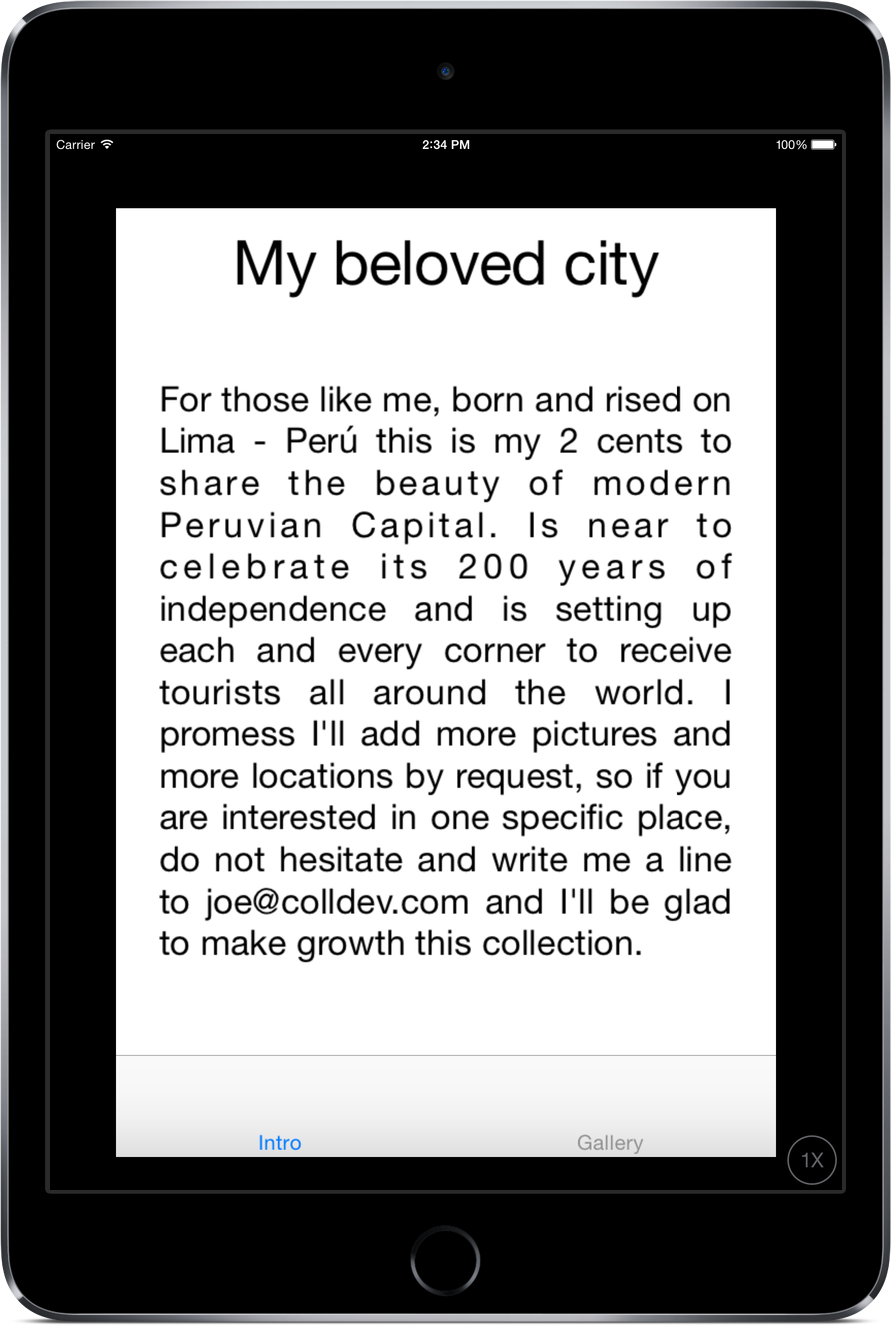 Carrier 2:34 PM 100%
My beloved city
For those like me, born and rised on
Lima - Perú this is my 2 cents to
share the beauty of modern
Peruvian Capital. Is near to
celebrate its 200 years of
independence and is setting up
each and every corner to receive
tourists all around the world. I
promess I'll add more pictures and
more locations by request, so if you
are interested in one specific place,
do not hesitate and write me a line
to joe@colldev.com and I'll be glad
to make growth this collection.
Intro Gallery
1X